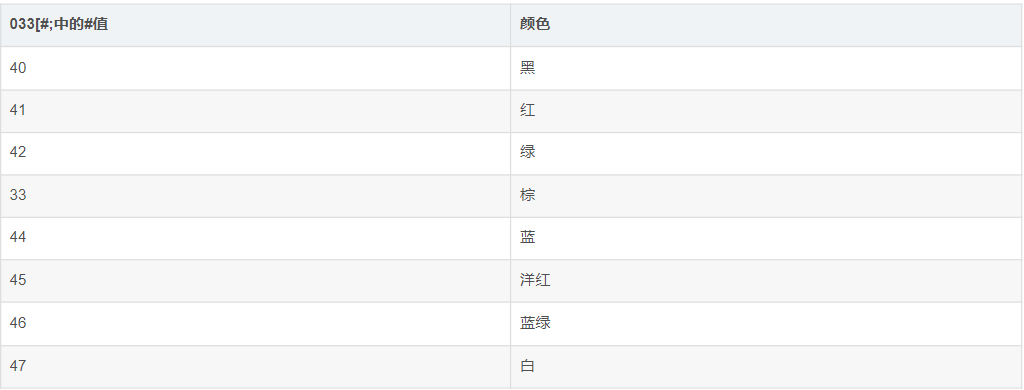 033[#;中的#值 颜色
40 黑
41 红
42 绿
33 棕
44 蓝
45 洋红
46 蓝绿
47 白